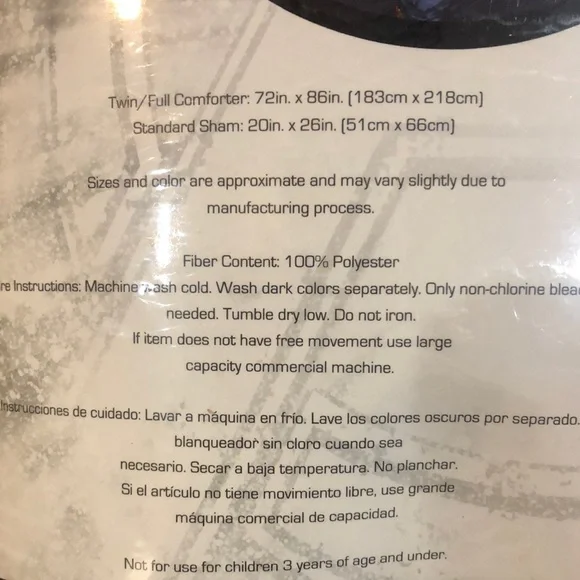 Twin/Full Comforter: 72in. x 86in. (183cm x 218cm)
Standard Sham: 20in. x 26in. (51cm x 66cm)
Sizes and color are approximate and may vary slightly due to
manufacturing process.
Fiber Content: 100% Polyester
Instructions: Machine wash cold. Wash dark colors separately. Only non-chlorine
needed. Tumble dry low. Do not iron.
If item does not have free movement use large
capacity commercial machine.
Instrucciones de cuidado: Lavar a màquina en frío. Lave los colores oscuros por separado.
blanqueador sin cloro cuando sea
necesario. Secar a baja temperatura. No planchar.
Si el artículo no tiene movimiento libre, use grande
máquina comercial de capacidad.
Not for use for children 3 years of age and under.